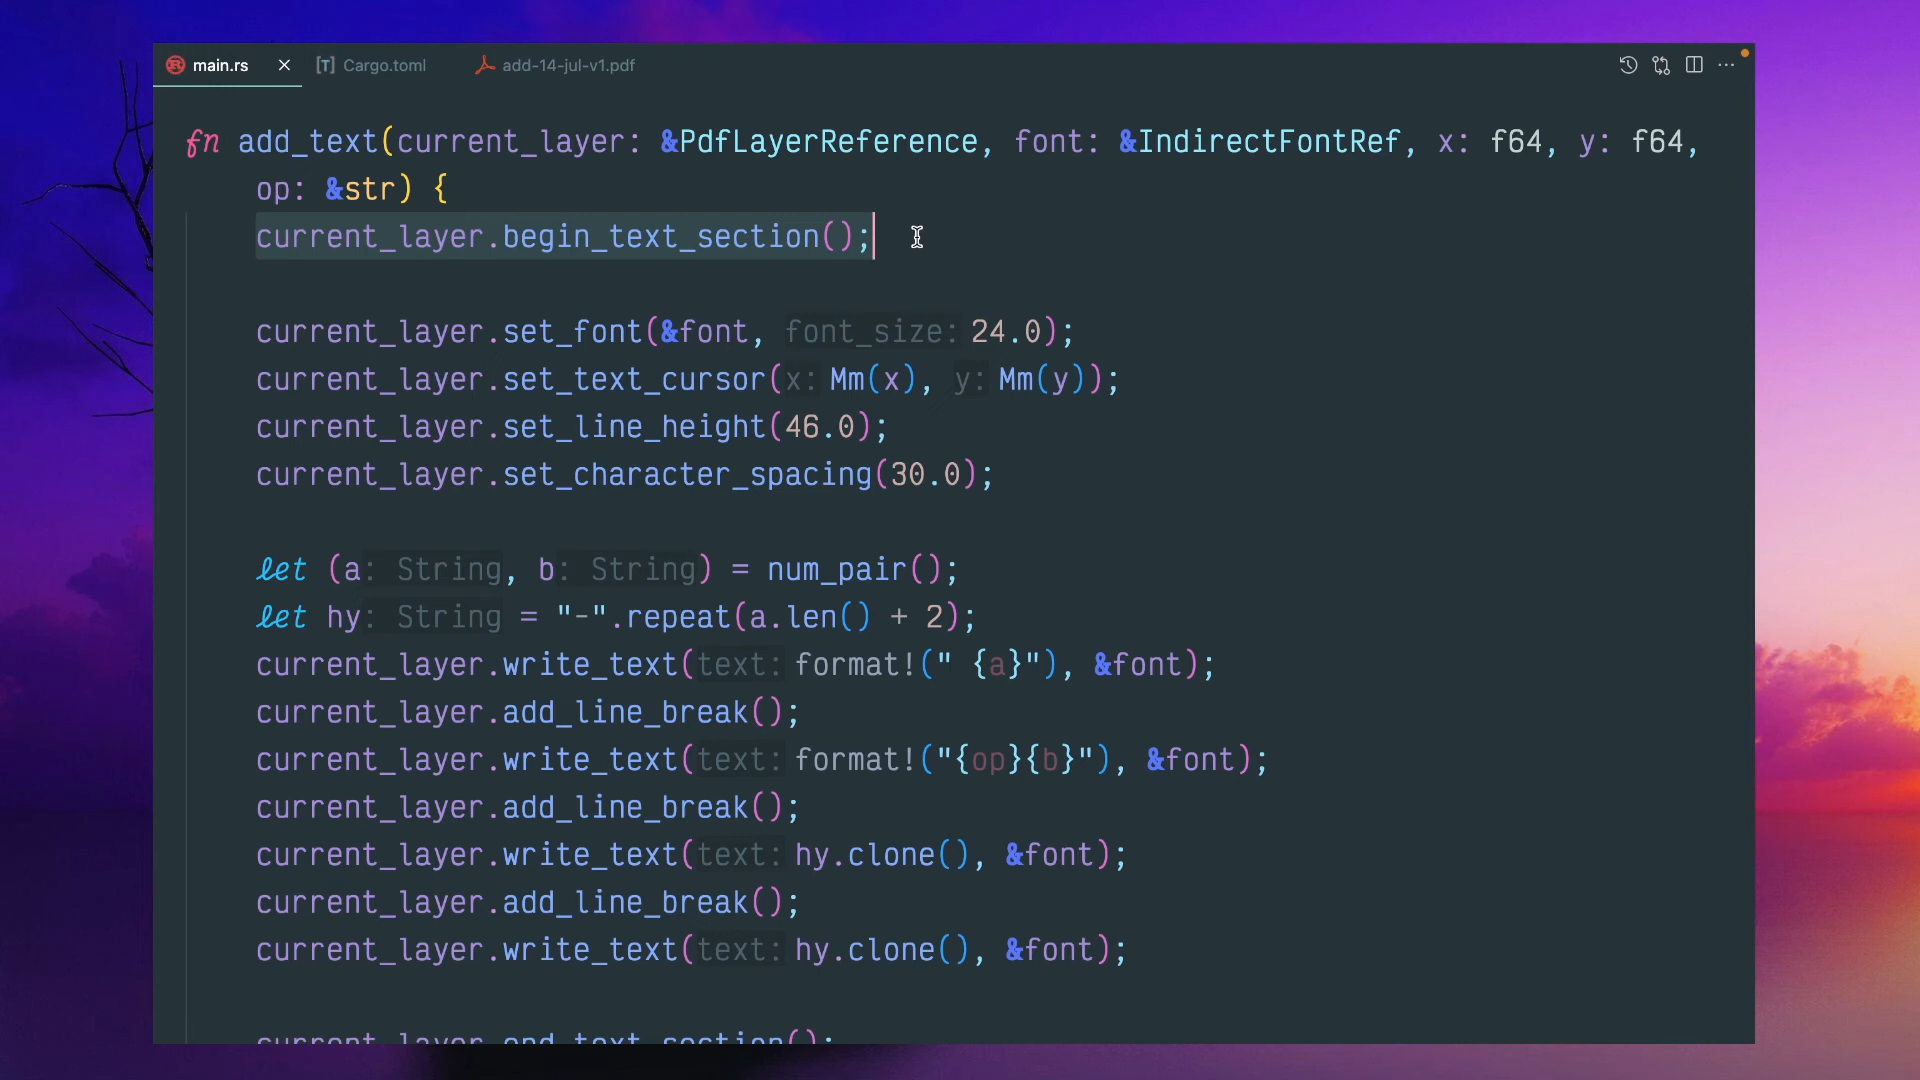 main.rs
[T] Cargo.toml
add-14-jul-v1.pdf
fn add_text(current_layer: &PdfLayerReference, font: &IndirectFontRef, x: f64, y: f64,
op: &str) {
current_layer.begin_text_section();
current_layer.set_font(&font, font_size: 24.0);
current_layer.set_text_cursor(x: Mm(x), y: Mm(y));
current_layer.set_line_height(46.0);
current_layer.set_character_spacing(30.0);
let (a: String, b: String) = num_pair();
let hy: String = "-".repeat(a.len() + 2);
current_layer.write_text(text: format!(" {a}"), &font);
current_layer.add_line_break();
current_layer.write_text(text: format!("{op}{b}"), &font);
current_layer.add_line_break();
current_layer.write_text(text: hy.clone(), &font);
current_layer.add_line_break();
current_layer.write_text(text: hy.clone(), &font);
current_layer.end_text_section();